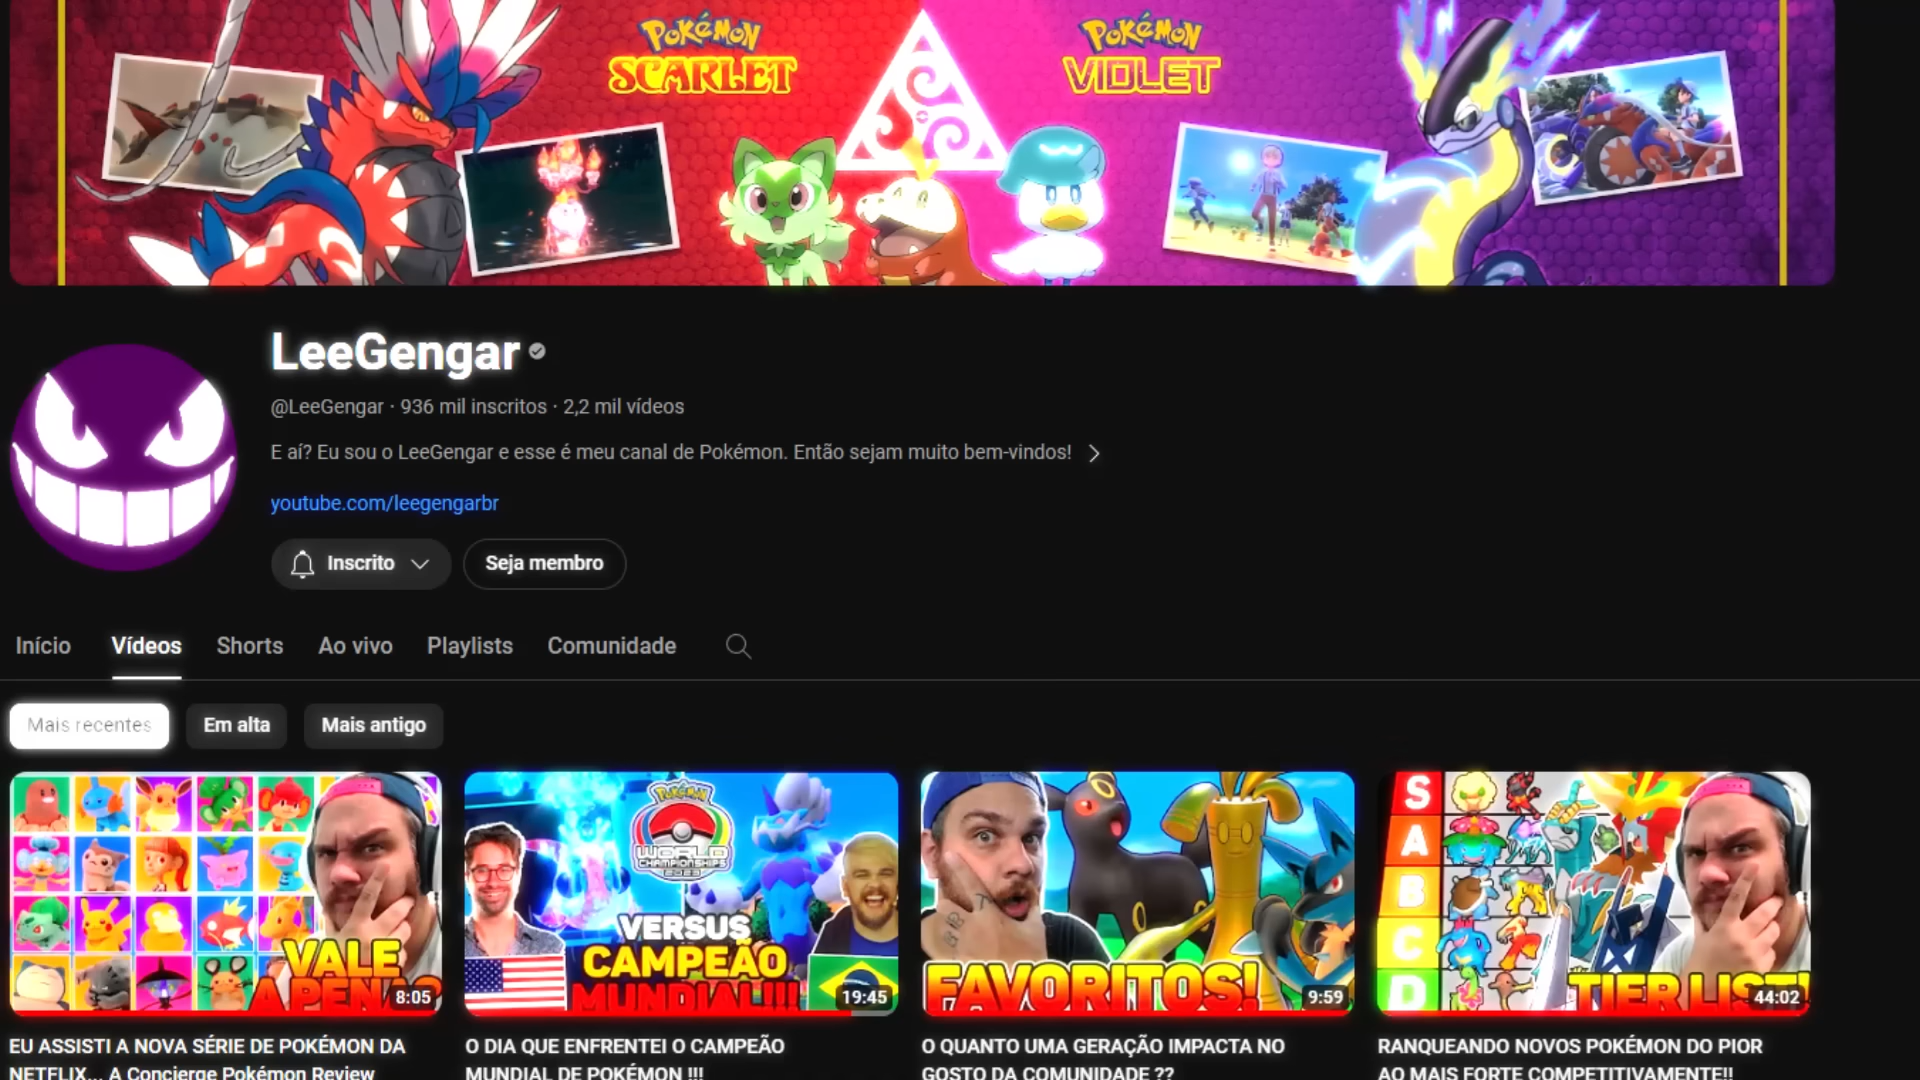 POKÉMON
SCARLET
POKÉMON
VIOLET
LeeGengar
@LeeGengar · 936 mil inscritos · 2,2 mil vídeos
E aí? Eu sou o LeeGengar e esse é meu canal de Pokémon. Então sejam muito bem-vindos!
youtube.com/leegengarbr
Inscrito
Seja membro
Início
Vídeos
Shorts
Ao vivo
Playlists
Comunidade
Mais recentes
Em alta
Mais antigo
VALE
A PENA
8:05
EU ASSISTI A NOVA SÉRIE DE POKÉMON DA
NETFLIX... A Concierge Pokémon Review
POKÉMON
WORLD
CHAMPIONSHIPS
2023
VERSUS
CAMPEÃO
MUNDIAL!!!
19:45
O DIA QUE ENFRENTEI O CAMPEÃO
MUNDIAL DE POKÉMON !!!
FAVORITOS!
9:59
O QUANTO UMA GERAÇÃO IMPACTA NO
GOSTO DA COMUNIDADE ??
S
A
B
C
D
TIER LIST!
44:02
RANQUEANDO NOVOS POKÉMON DO PIOR
AO MAIS FORTE COMPETITIVAMENTE!!